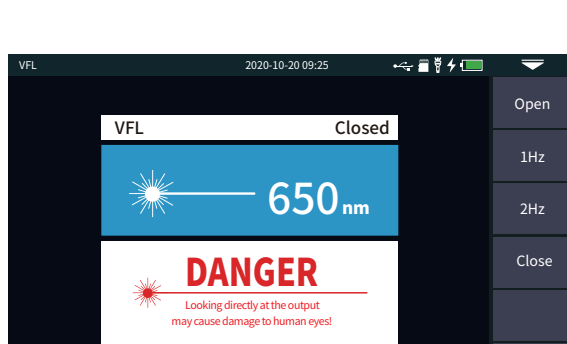 VFL 2020-10-20 09:25
Open
1Hz
2Hz
Close
VFL Closed
650nm
DANGER
Looking directly at the output
may cause damage to human eyes!